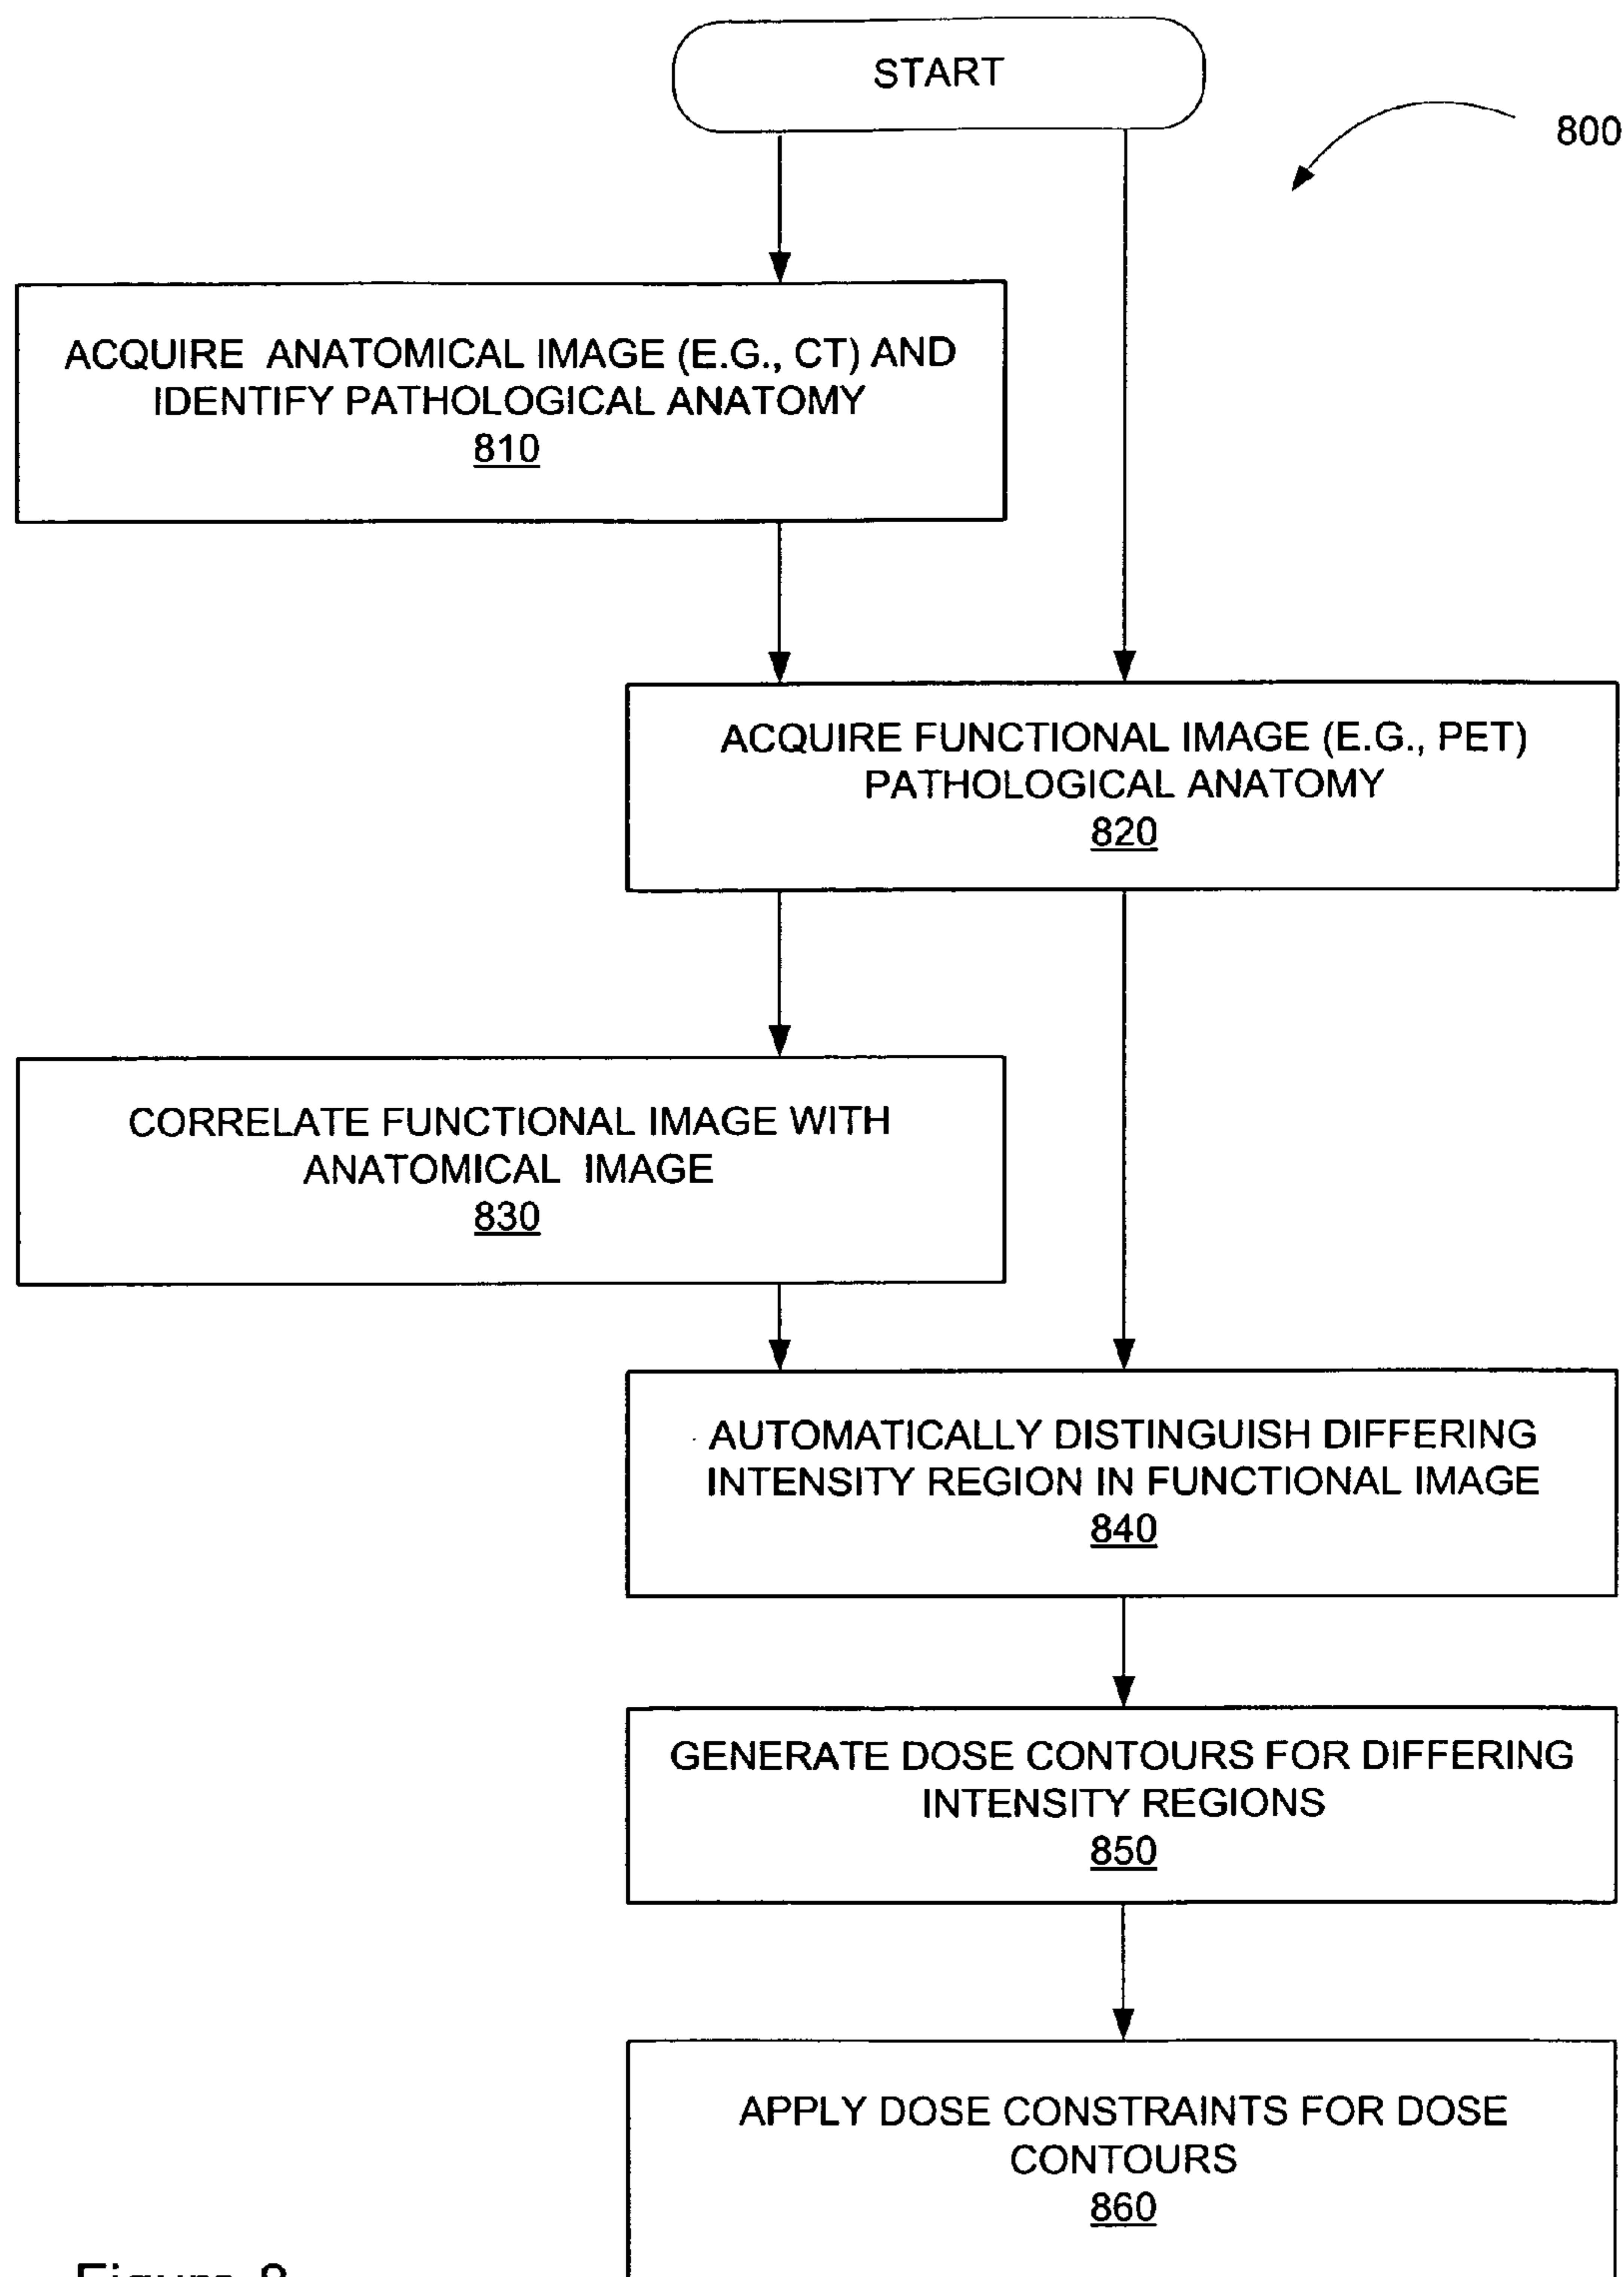 START
800
ACQUIRE ANATOMICAL IMAGE (E.G., CT) AND
IDENTIFY PATHOLOGICAL ANATOMY
810
ACQUIRE FUNCTIONAL IMAGE (E.G., PET)
PATHOLOGICAL ANATOMY
820
CORRELATE FUNCTIONAL IMAGE WITH
ANATOMICAL IMAGE
830
AUTOMATICALLY DISTINGUISH DIFFERING
INTENSITY REGION IN FUNCTIONAL IMAGE
840
GENERATE DOSE CONTOURS FOR DIFFERING
INTENSITY REGIONS
850
APPLY DOSE CONSTRAINTS FOR DOSE
CONTOURS
860
Figure 8